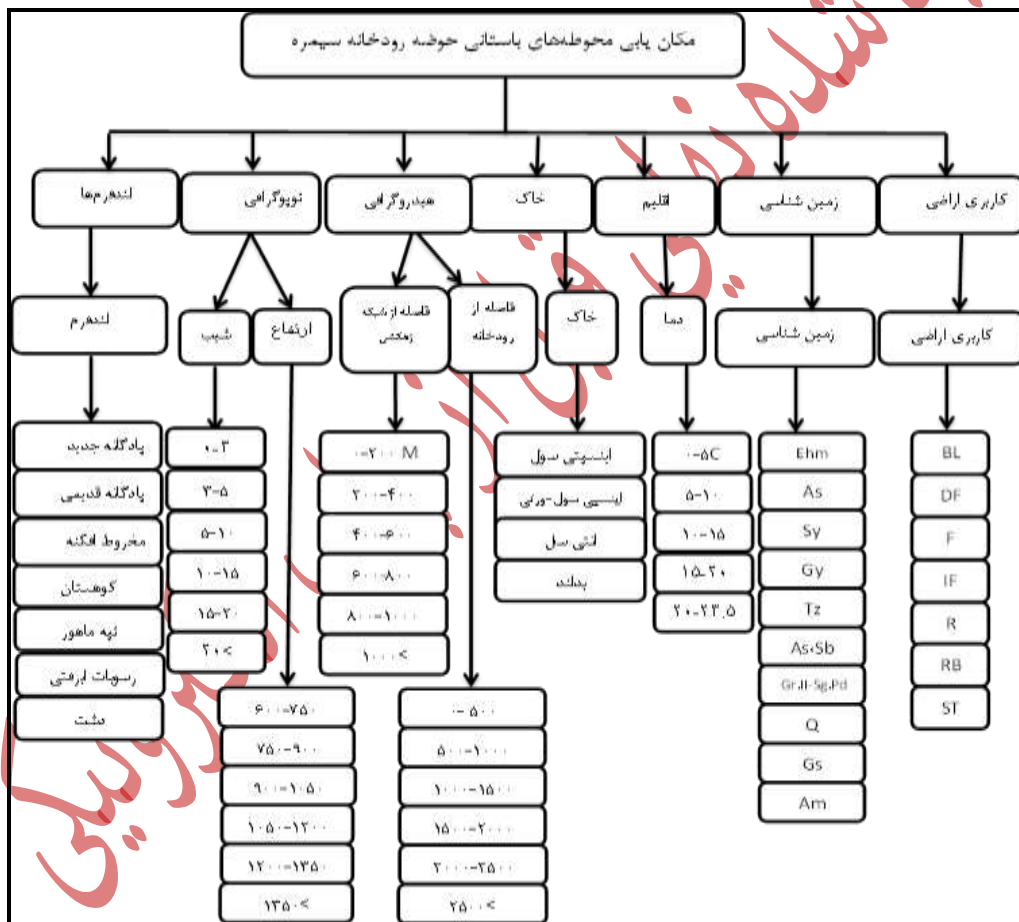 مکان یابی محوطه‌های باستانی حوضه رودخانه سیمره
کاربری اراضی
زمین شناسی
اقلیم
خاک
هیدروگرافی
توپوگرافی
لندفرم‌ها
کاربری اراضی
زمین شناسی
دما
خاک
فاصله از
رودخانه
فاصله از شبکه
زهکشی
ارتفاع
شیب
لندفرم
BL
DF
F
IF
R
RB
ST
Ehm
As
Sy
Gy
Tz
As،Sb
Q
Gs
Am
۰-۵C
۵-۱۰
۱۰-۱۵
۱۵-۲۰
۲۰-۲۳.۵
اینسپتی سول
انتی سل
بدلند
۰-۵۰۰
۵۰۰-۱۰۰۰
۱۰۰۰-۱۵۰۰
۱۵۰۰-۲۰۰۰
۲۰۰۰-۲۵۰۰
۲۵۰۰<
۰-۲۰۰ M
۲۰۰-۴۰۰
۴۰۰-۶۰۰
۶۰۰-۸۰۰
۸۰۰-۱۰۰۰
۱۰۰۰<
۶۰۰-۷۵۰
۷۵۰-۹۰۰
۹۰۰-۱۰۵۰
۱۰۵۰-۱۲۰۰
۱۲۰۰-۱۳۵۰
۱۳۵۰<
۰-۳
۳-۵
۵-۱۰
۱۰-۱۵
۱۵-۲۰
۲۰<
پادگانه جدید
پادگانه قدیمی
مخروط افکنه
کوهستان
تپه ماهور
رسوبات آبرفتی
دشت